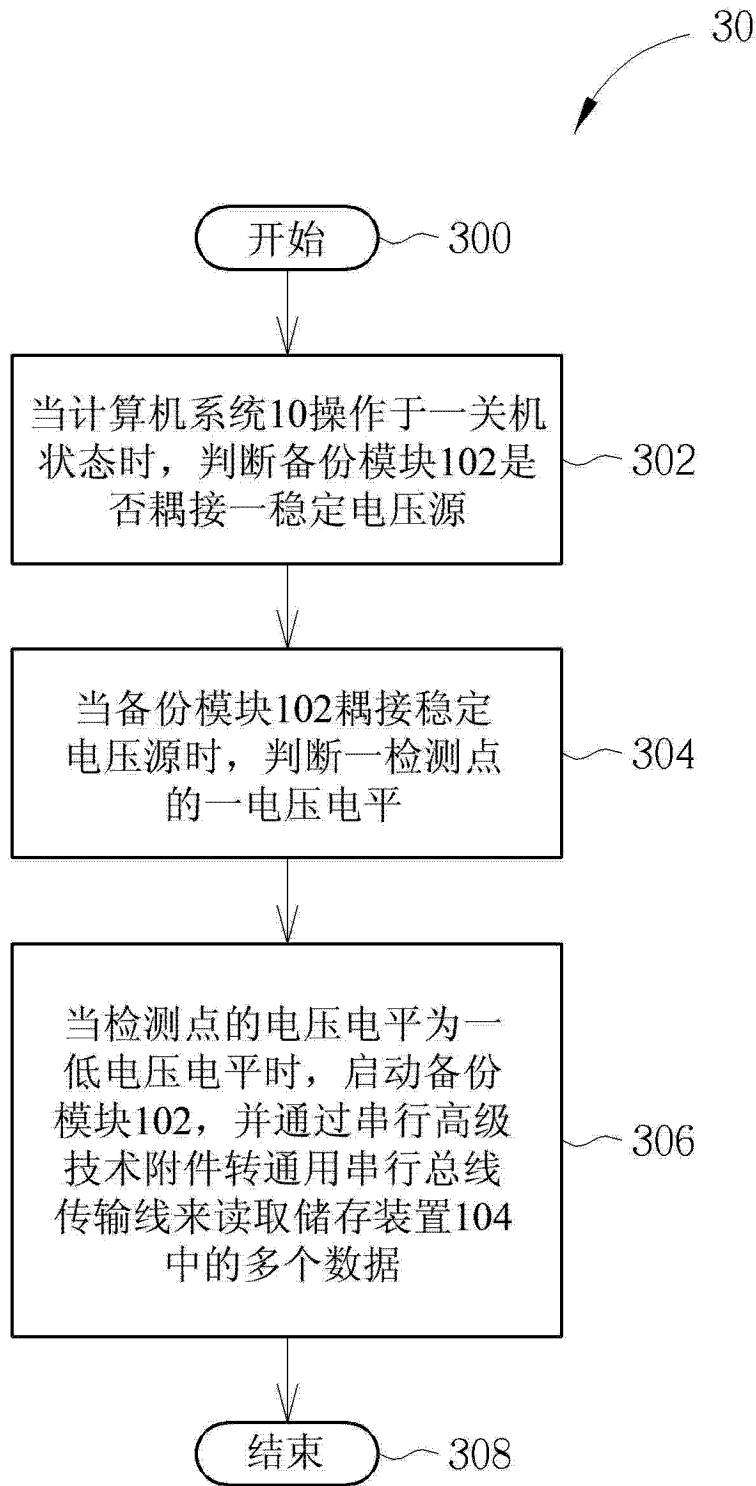 30
开始
300
当计算机系统10操作于一关机
状态时，判断备份模块102是
否耦接一稳定电压源
302
当备份模块102耦接稳定
电压源时，判断一检测点
的一电压电平
304
当检测点的电压电平为一
低电压电平时，启动备份
模块102，并通过串行高级
技术附件转通用串行总线
传输线来读取储存装置104
中的多个数据
306
结束
308